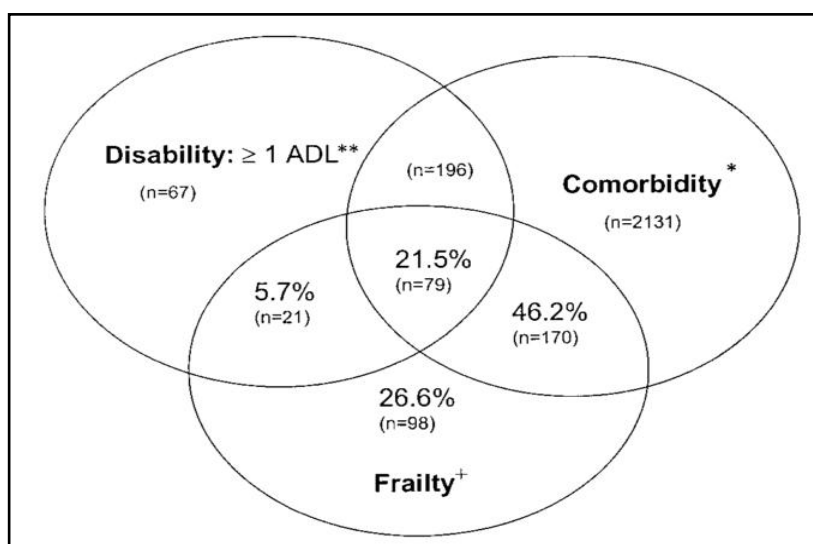 Disability: ≥ 1 ADL**
(n=67)
(n=196)
Comorbidity *
(n=2131)
5.7%
(n=21)
21.5%
(n=79)
46.2%
(n=170)
26.6%
(n=98)
Frailty+